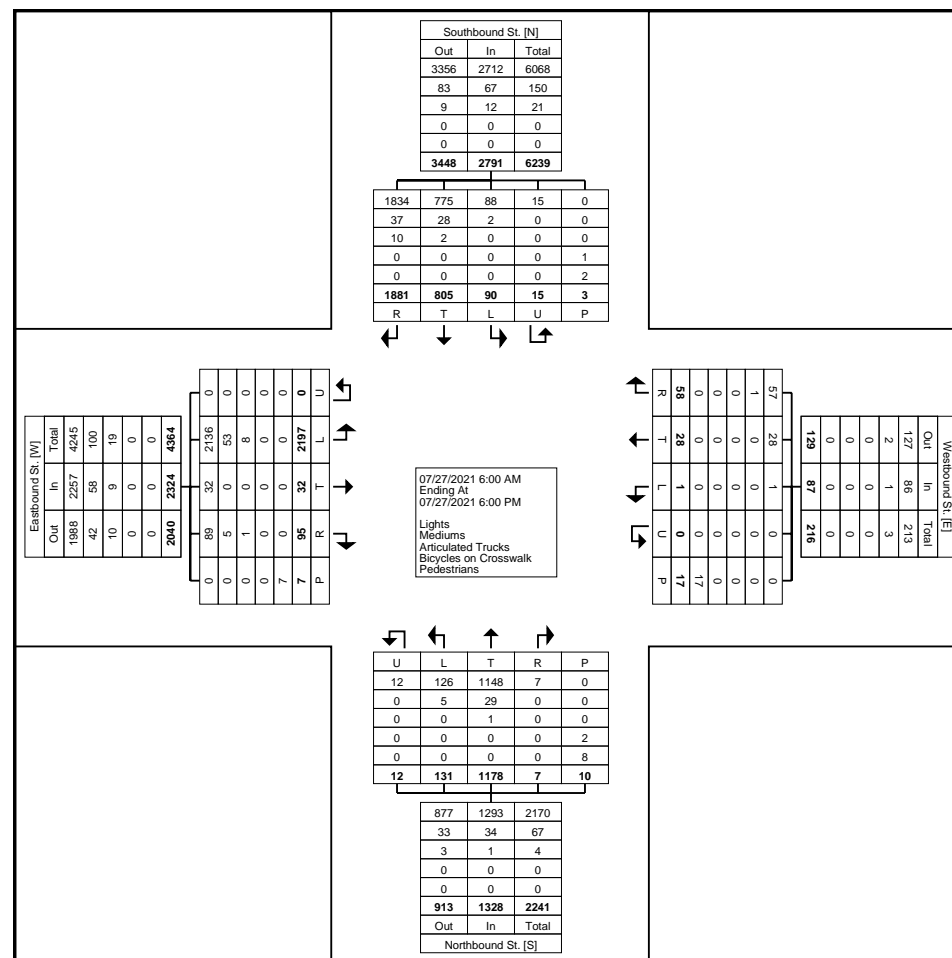 Southbound St. [N]
Out In Total
3356 2712 6068
83 67 150
9 12 21
0 0 0
0 0 0
3448 2791 6239
1834 775 88 15 0
37 28 2 0 0
10 2 0 0 0
0 0 0 0 1
0 0 0 0 2
1881 805 90 15 3
R T L U P
Eastbound St. [W]
Out In Total
1988 2257 4245
42 58 100
10 9 19
0 0 0
0 0 0
2040 2324 4364
0 89 32 2136 0
0 5 0 53 0
0 1 0 8 0
0 0 0 0 0
7 0 0 0 0
7 95 32 2197 0
P R T L U
07/27/2021 6:00 AM
Ending At
07/27/2021 6:00 PM
Lights
Mediums
Articulated Trucks
Bicycles on Crosswalk
Pedestrians
Westbound St. [E]
Out In Total
127 86 213
2 1 3
0 0 0
0 0 0
0 0 0
129 87 216
57 28 1 0 0
1 0 0 0 0
0 0 0 0 0
0 0 0 0 0
0 0 0 0 17
58 28 1 0 17
R T L U P
U L T R P
12 126 1148 7 0
0 5 29 0 0
0 0 1 0 0
0 0 0 0 2
0 0 0 0 8
12 131 1178 7 10
877 1293 2170
33 34 67
3 1 4
0 0 0
0 0 0
913 1328 2241
Out In Total
Northbound St. [S]